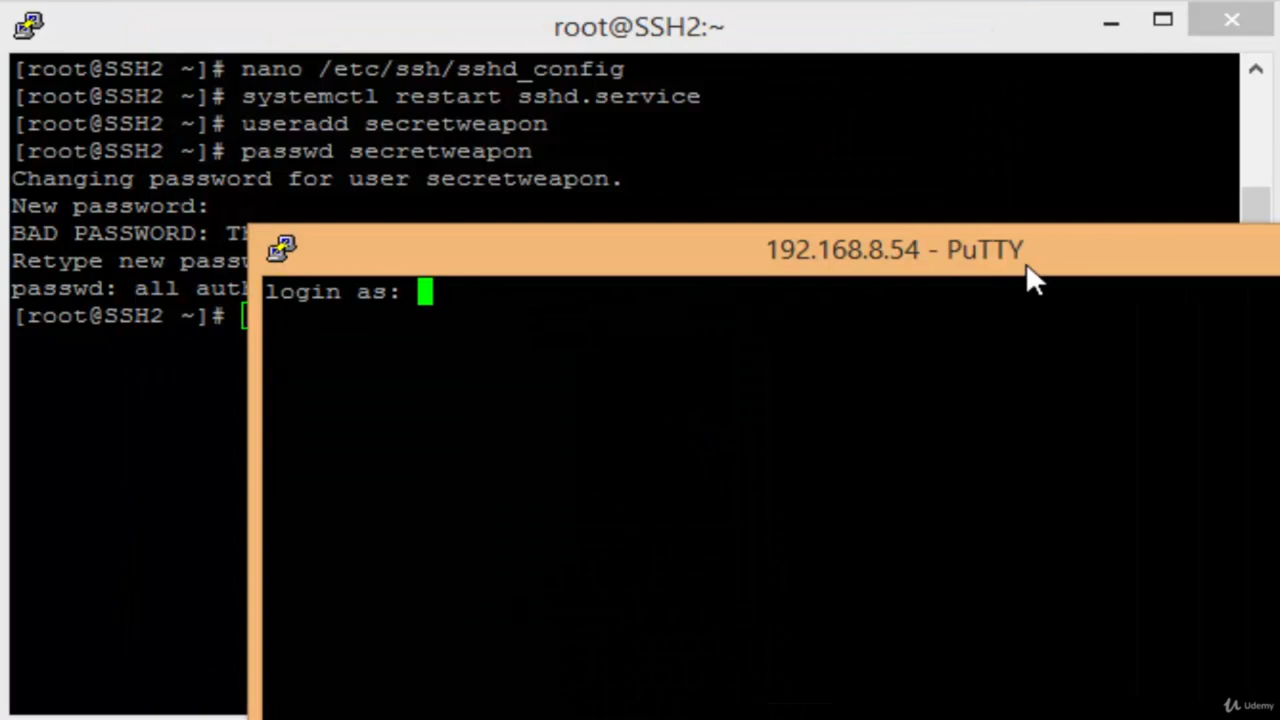 root@SSH2:~
[root@SSH2 ~]# nano /etc/ssh/sshd_config
[root@SSH2 ~]# systemctl restart sshd.service
[root@SSH2 ~]# useradd secretweapon
[root@SSH2 ~]# passwd secretweapon
Changing password for user secretweapon.
New password:
BAD PASSWORD:
Retype new
passwd: all
[root@SSH2 ~]#
192.168.8.54 - PuTTY
login as:
Udemy